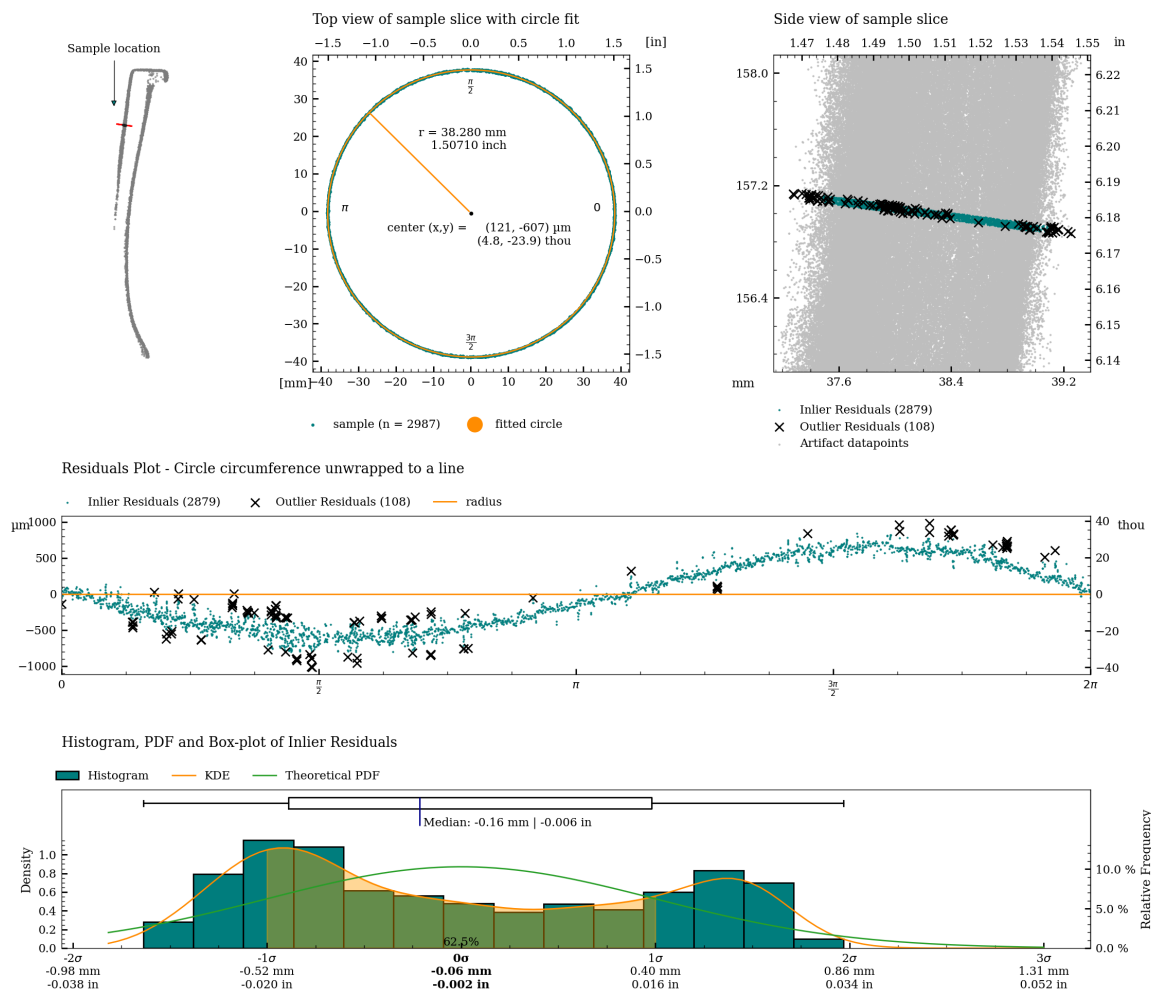 Top view of sample slice with circle fit
Side view of sample slice
Sample location
−1.5 −1.0 −0.5 0.0 0.5 1.0 1.5 [in]
1.47 1.48 1.49 1.50 1.51 1.52 1.53 1.54 1.55 in
40
30
20
10
0
−10
−20
−30
−40
π/2
π
0
3π/2
r = 38.280 mm
1.50710 inch
center (x,y) = (121, -607) µm
(4.8, -23.9) thou
1.5
1.0
0.5
0.0
−0.5
−1.0
−1.5
[mm] −40 −30 −20 −10 0 10 20 30 40
158.0
157.2
156.4
6.22
6.21
6.20
6.19
6.18
6.17
6.16
6.15
6.14
mm 37.6 38.4 39.2
sample (n = 2987) fitted circle
Inlier Residuals (2879)
Outlier Residuals (108)
Artifact datapoints
Residuals Plot - Circle circumference unwrapped to a line
Inlier Residuals (2879) Outlier Residuals (108) radius
µm 1000
500
0
−500
−1000
40 thou
20
0
−20
−40
0 π/2 π 3π/2 2π
Histogram, PDF and Box-plot of Inlier Residuals
Histogram KDE Theoretical PDF
Median: -0.16 mm | -0.006 in
Density
1.0
0.8
0.6
0.4
0.2
0.0
62.5%
10.0 %
5.0 %
0.0 %
Relative Frequency
-2σ -1σ 0σ 1σ 2σ 3σ
-0.98 mm -0.52 mm -0.06 mm 0.40 mm 0.86 mm 1.31 mm
-0.038 in -0.020 in -0.002 in 0.016 in 0.034 in 0.052 in